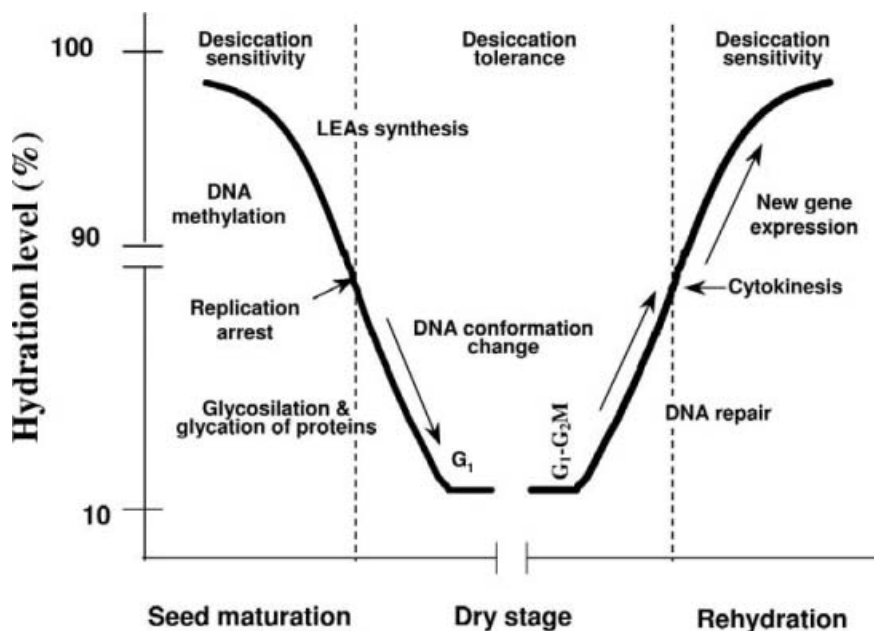 100
Desiccation
sensitivity
Desiccation
tolerance
Desiccation
sensitivity
LEAs synthesis
DNA
methylation
New gene
expression
90
Replication
arrest
Cytokinesis
DNA conformation
change
Glycosilation &
glycation of proteins
G₁
G₁-G₂M
DNA repair
10
Hydration level (%)
Seed maturation
Dry stage
Rehydration